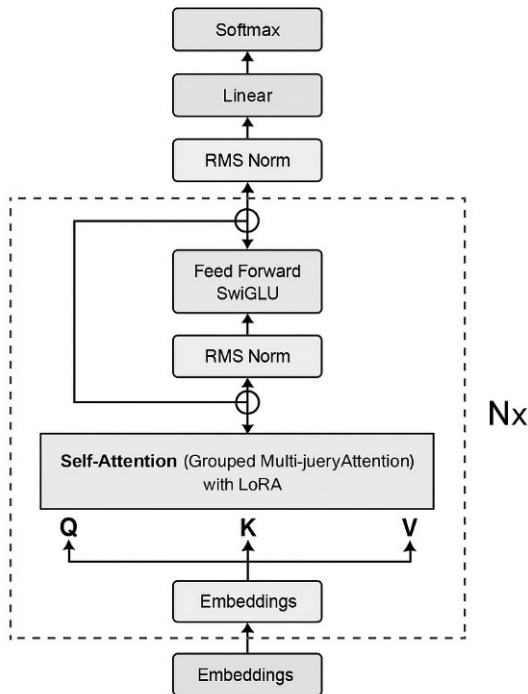 Softmax
Linear
RMS Norm
Feed Forward
SwiGLU
RMS Norm
Nx
Self-Attention (Grouped Multi-jueryAttention)
with LoRA
Q K V
Embeddings
Embeddings